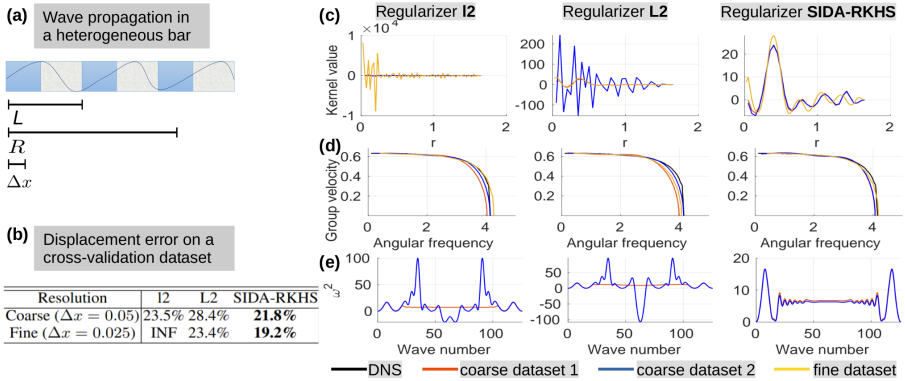 (a)
Wave propagation in
a heterogeneous bar
L
R
Δx
(b)
Displacement error on a
cross-validation dataset
Resolution l2 L2 SIDA-RKHS
Coarse (Δx = 0.05) 23.5% 28.4% 21.8%
Fine (Δx = 0.025) INF 23.4% 19.2%
(c)
Regularizer l2
Regularizer L2
Regularizer SIDA-RKHS
×10^4
Kernel value
1
0
-1
0 1 2
r
200
100
0
-100
0 1 2
r
20
10
0
0 1 2
r
(d)
Group velocity
0.6
0.4
0.2
0 2 4
Angular frequency
0.6
0.4
0.2
0 2 4
Angular frequency
0.6
0.4
0.2
0 2 4
Angular frequency
(e)
ω^2
100
50
0
0 50 100
Wave number
50
0
-50
-100
0 50 100
Wave number
15
10
5
0
0 50 100
Wave number
DNS
coarse dataset 1
coarse dataset 2
fine dataset